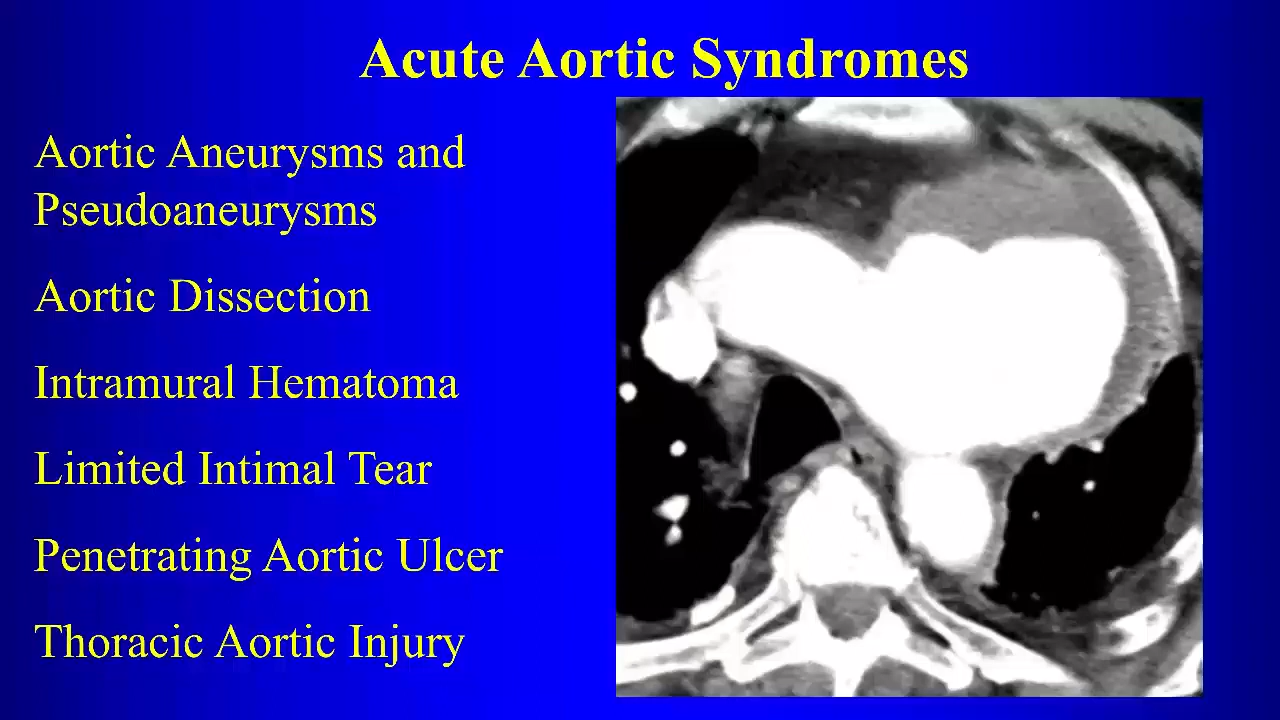 Acute Aortic Syndromes
Aortic Aneurysms and
Pseudoaneurysms
Aortic Dissection
Intramural Hematoma
Limited Intimal Tear
Penetrating Aortic Ulcer
Thoracic Aortic Injury